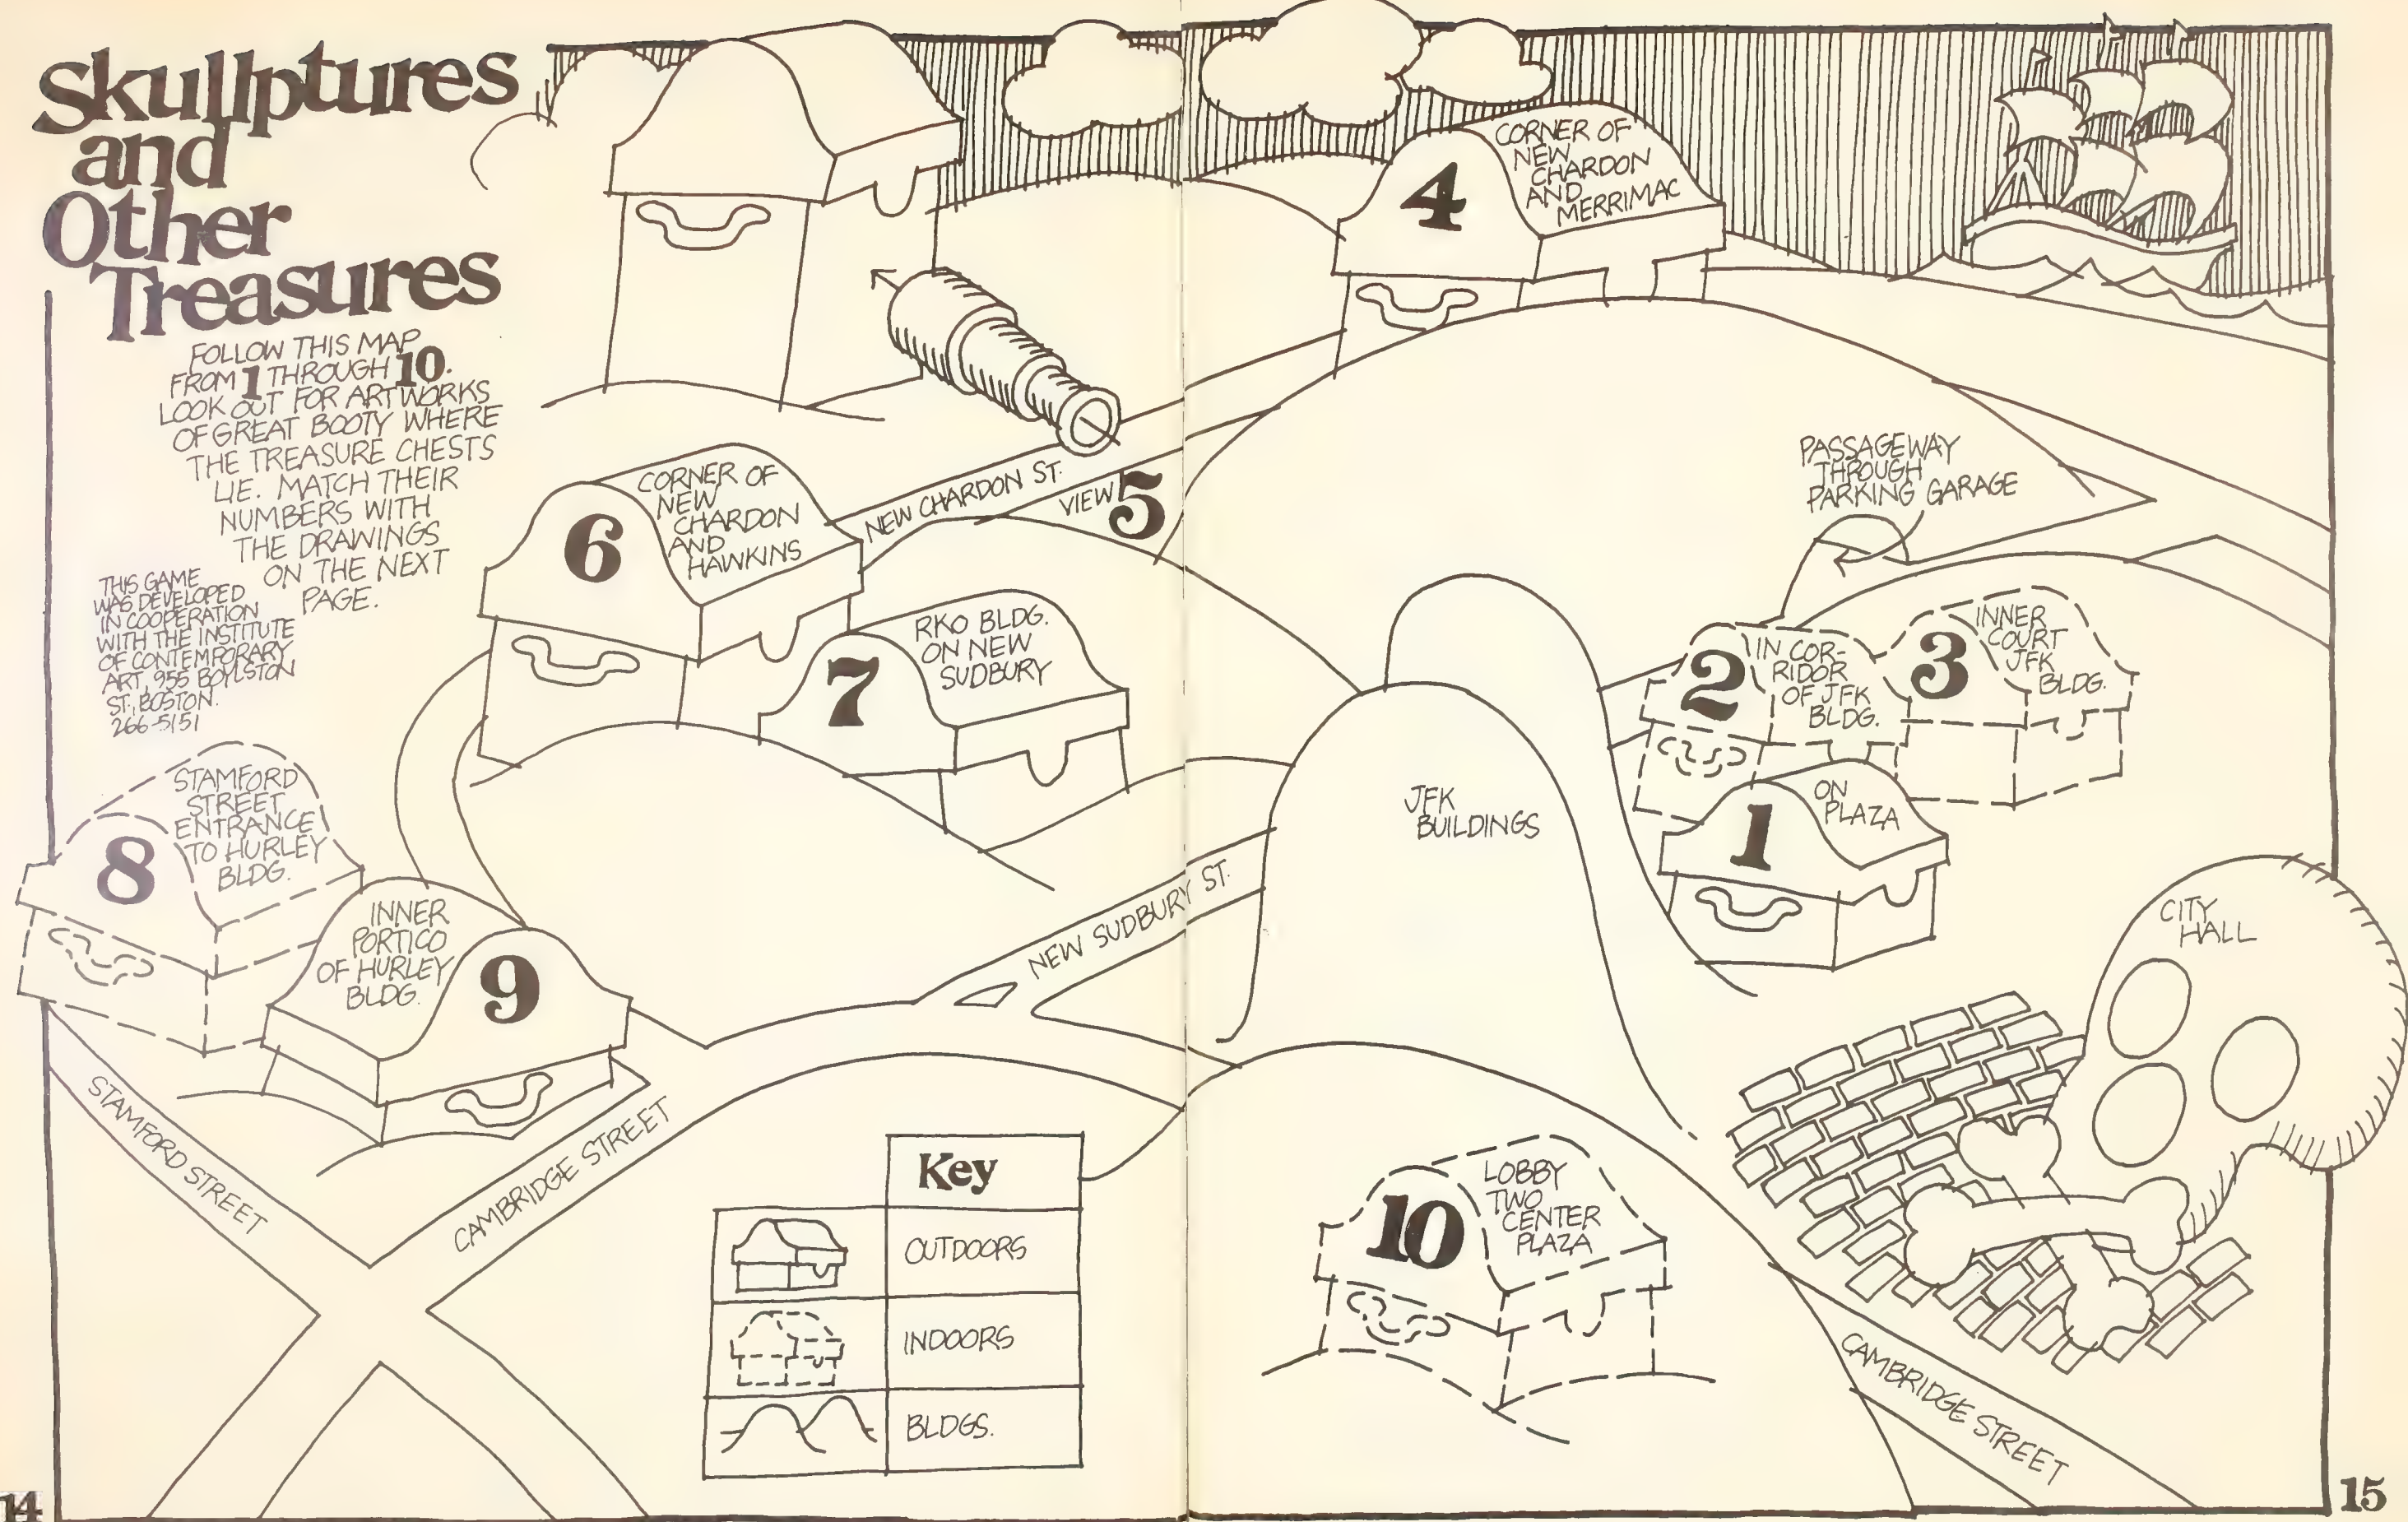 Skullptures
and
Other
Treasures
FOLLOW THIS MAP
FROM 1 THROUGH 10.
LOOK OUT FOR ARTWORKS
OF GREAT BOOTY WHERE
THE TREASURE CHESTS
LIE. MATCH THEIR
NUMBERS WITH
THE DRAWINGS
ON THE NEXT
PAGE.
THIS GAME
WAS DEVELOPED
IN COOPERATION
WITH THE INSTITUTE
OF CONTEMPORARY
ART, 955 BOYLSTON
ST., BOSTON.
266-5151
4
CORNER OF
NEW
CHARDON
AND
MERRIMAC
NEW CHARDON ST.
VIEW 5
6
CORNER OF
NEW
CHARDON
AND
HAWKINS
7
RKO BLDG.
ON NEW
SUDBURY
PASSAGEWAY
THROUGH
PARKING GARAGE
2
IN COR-
RIDOR
OF JFK
BLDG.
3
INNER
COURT
JFK
BLDG.
1
ON
PLAZA
JFK
BUILDINGS
CITY
HALL
8
STAMFORD
STREET
ENTRANCE
TO HURLEY
BLDG.
INNER
PORTICO
OF HURLEY
BLDG.
9
NEW SUDBURY ST.
STAMFORD STREET
CAMBRIDGE STREET
Key
OUTDOORS
INDOORS
BLDGS.
10
LOBBY
TWO
CENTER
PLAZA
CAMBRIDGE STREET
14
15